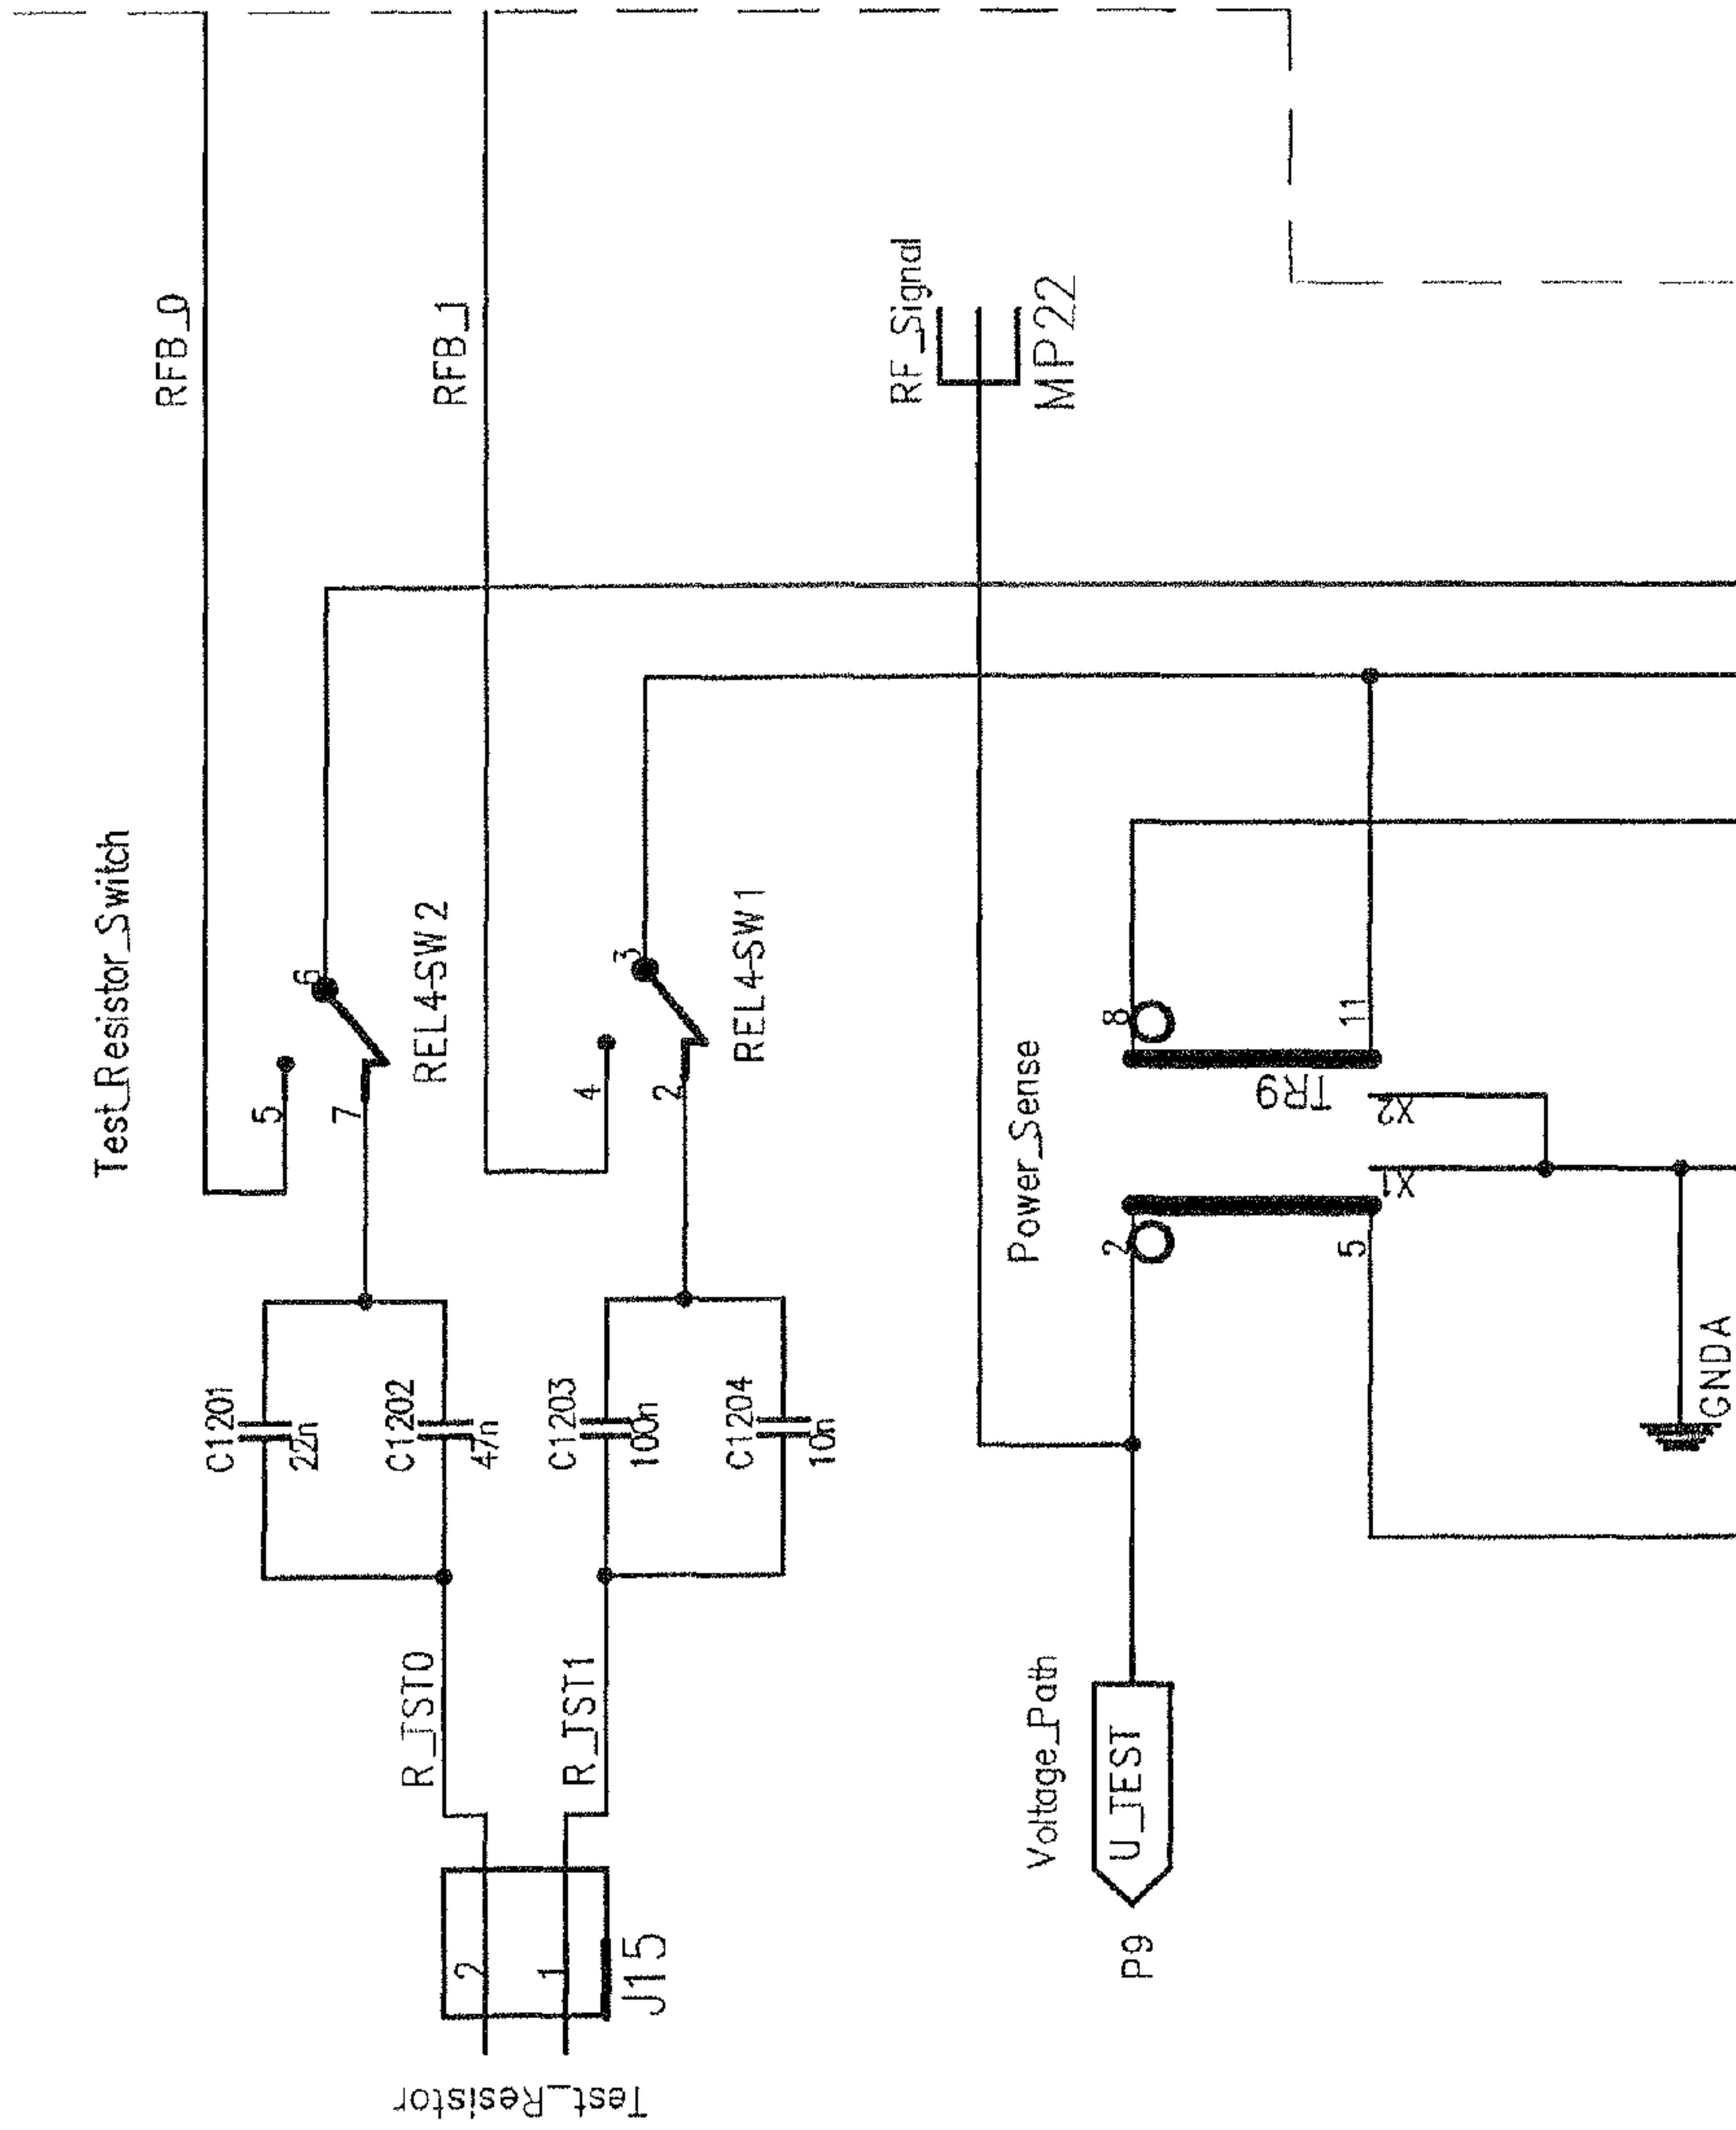 Test_Resistor_Switch
RFB_0
RFB_1
5
6
7
REL4-SW2
4
3
2
REL4-SW1
C1201
22n
C1202
47n
C1203
100n
C1204
10n
R_TST0
R_TST1
2
1
J15
Test_Resistor
RF_Signal
MP22
Power_Sense
2
8
5
11
TR9
X1
X2
GNDA
Voltage_Path
U_TEST
P9